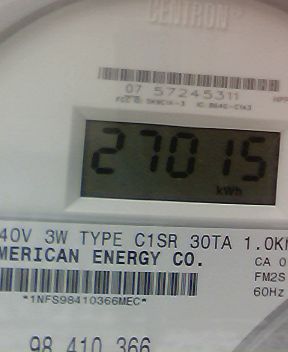 CENTRON
07 57245311
27015
kWh
40V 3W TYPE C1SR 30TA 1.0K
MERICAN ENERGY CO.
CA 0
FM2S
60Hz
*1NFS98410366MEC*
98 410 366